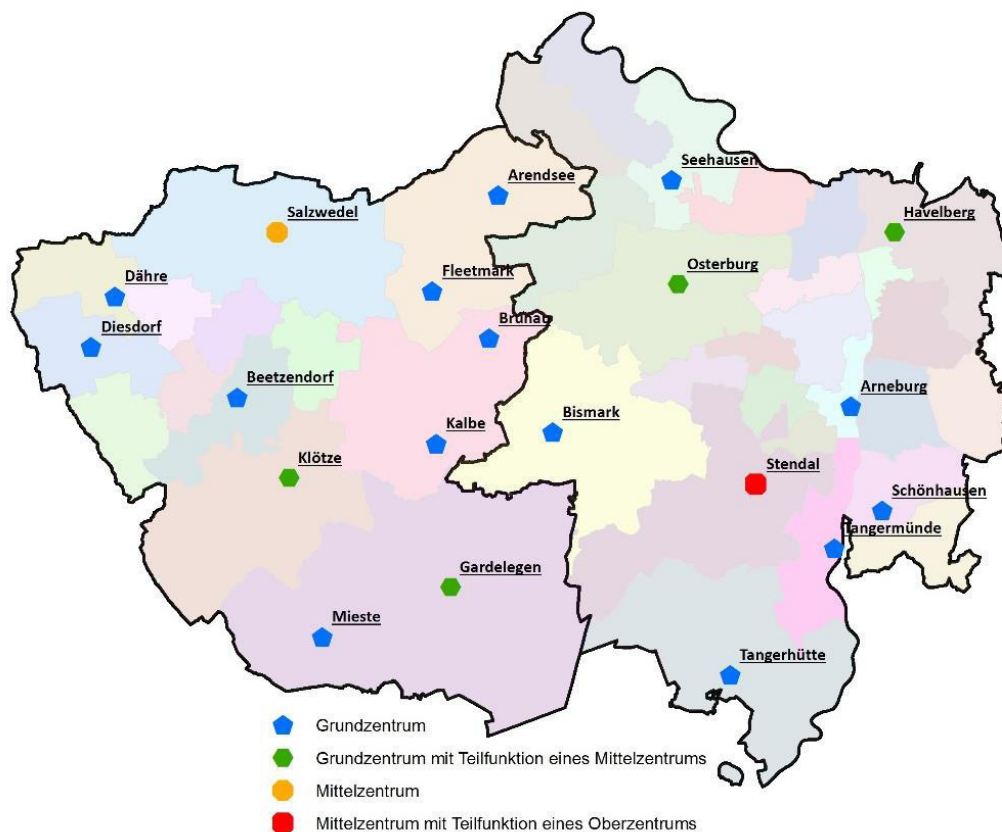 Seehausen
Arendsee
Salzwedel
Havelberg
Osterburg
Dähre
Fleetmark
Brunau
Diesdorf
Beetzendorf
Arneburg
Bismark
Kalbe
Klötze
Stendal
Schönhausen
Tangermünde
Gardelegen
Mieste
Tangerhütte
Grundzentrum
Grundzentrum mit Teilfunktion eines Mittelzentrums
Mittelzentrum
Mittelzentrum mit Teilfunktion eines Oberzentrums